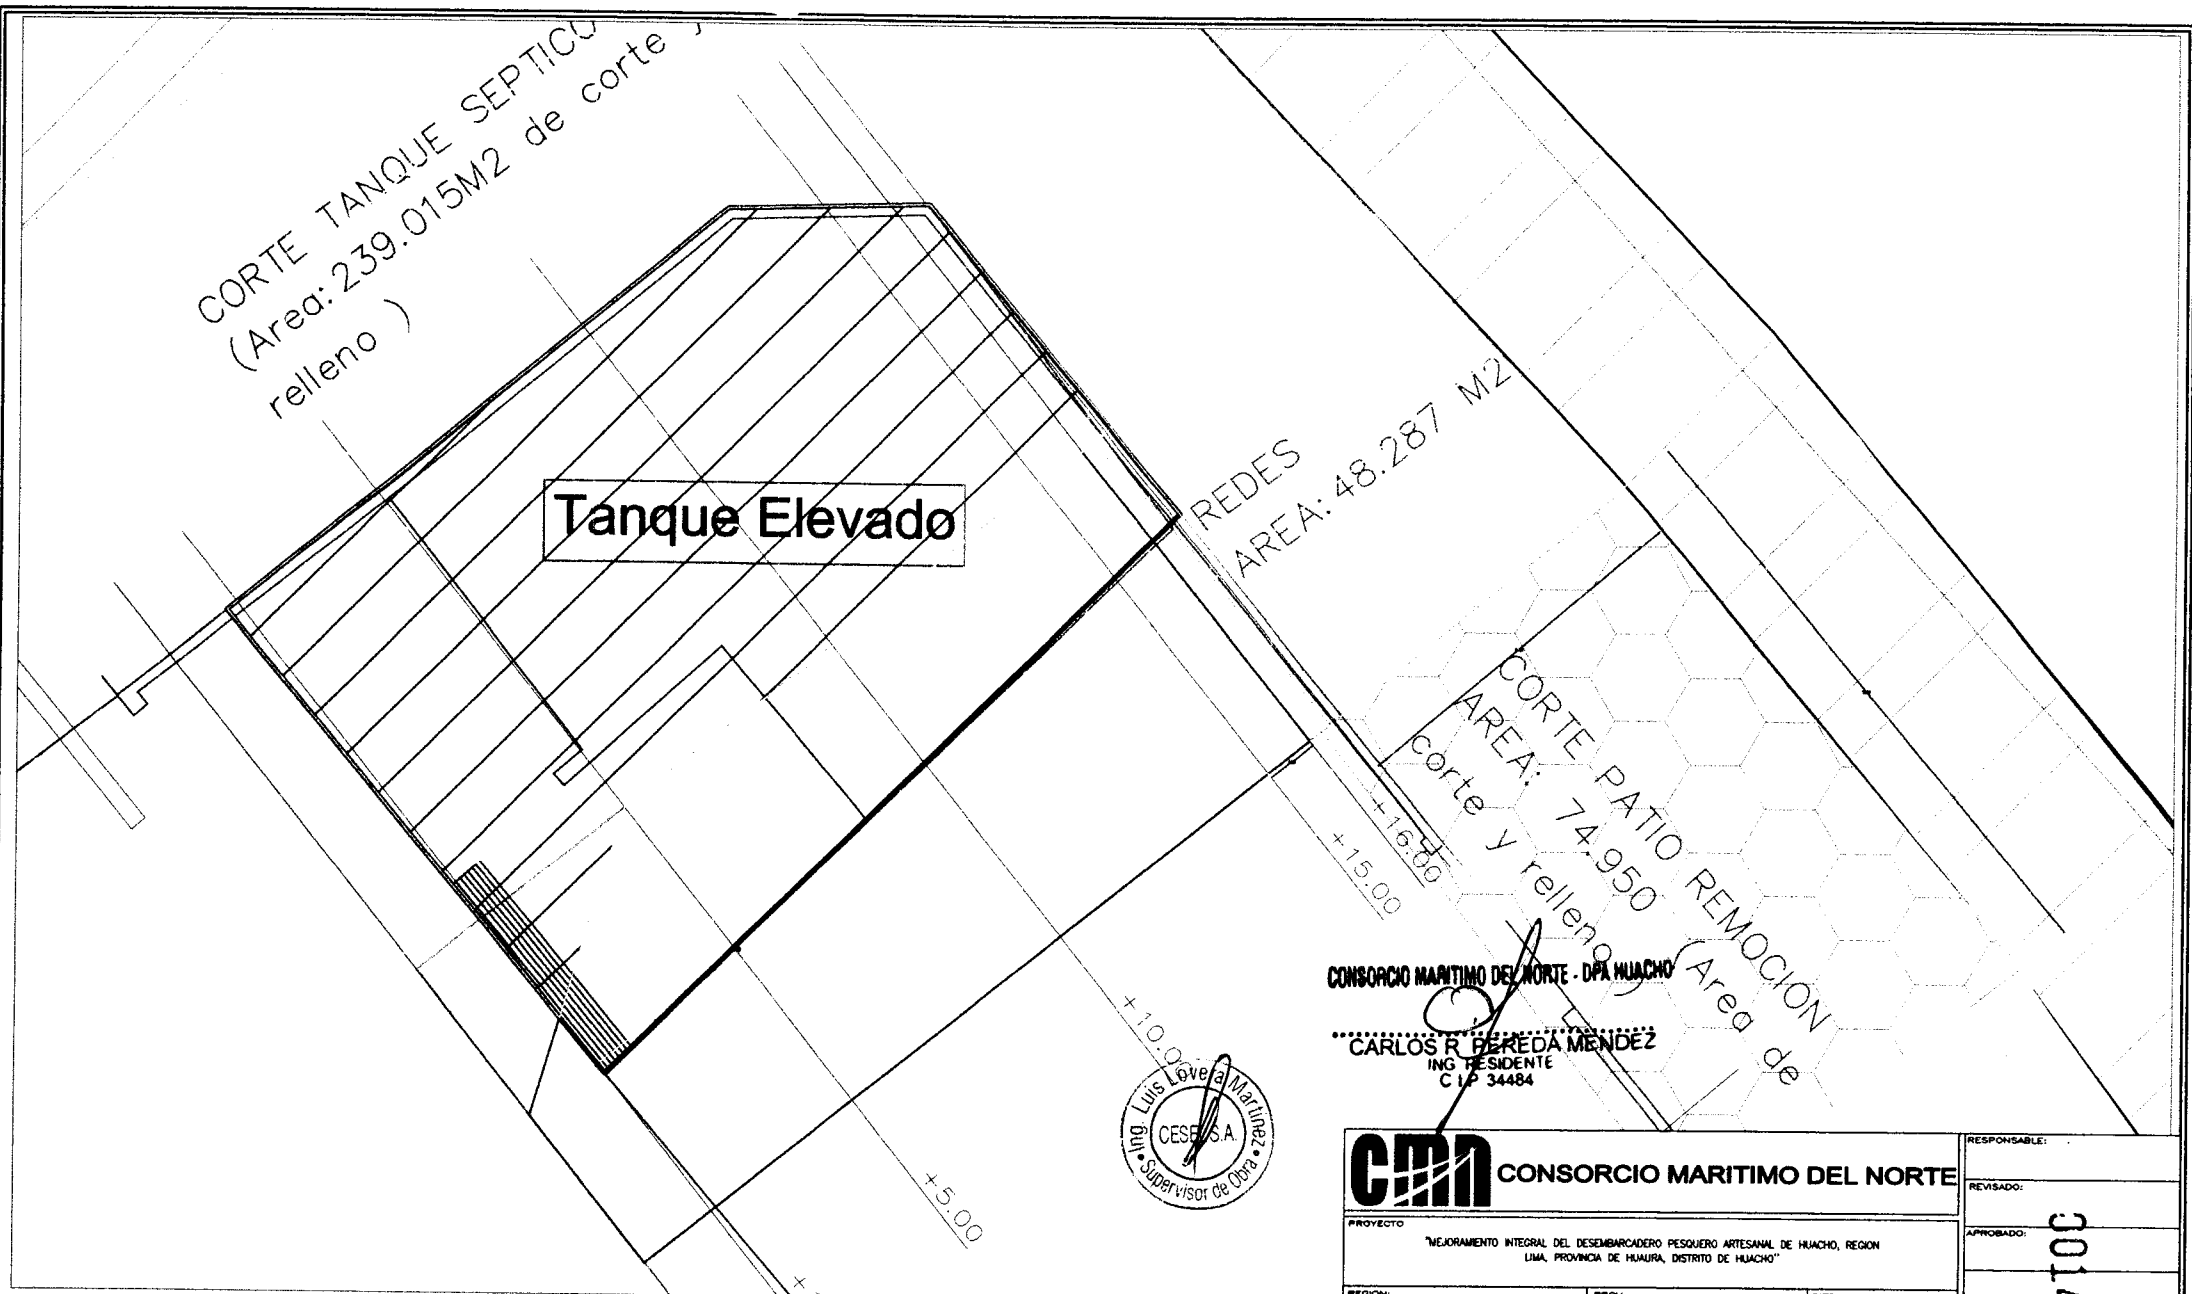 CORTE TANQUE SEPTICO
(Area: 239.015M2 de corte y
relleno )
Tanque Elevado
REDES
AREA: 48.287 M2
CORTE PATIO REMOCION
AREA: 74.950 (Area de
corte y relleno )
+16.00
+15.00
+10.00
+5.00
CONSORCIO MARITIMO DEL NORTE - DPA HUACHO
CARLOS R. PEREDA MENDEZ
ING RESIDENTE
CIP 34484
Ing. Luis Lovera Martinez
CESEL S.A.
Supervisor de Obra
cmn CONSORCIO MARITIMO DEL NORTE
RESPONSABLE:
REVISADO:
APROBADO:
PROYECTO
"MEJORAMIENTO INTEGRAL DEL DESEMBARCADERO PESQUERO ARTESANAL DE HUACHO, REGION
LIMA, PROVINCIA DE HUAURA, DISTRITO DE HUACHO"
REGION: